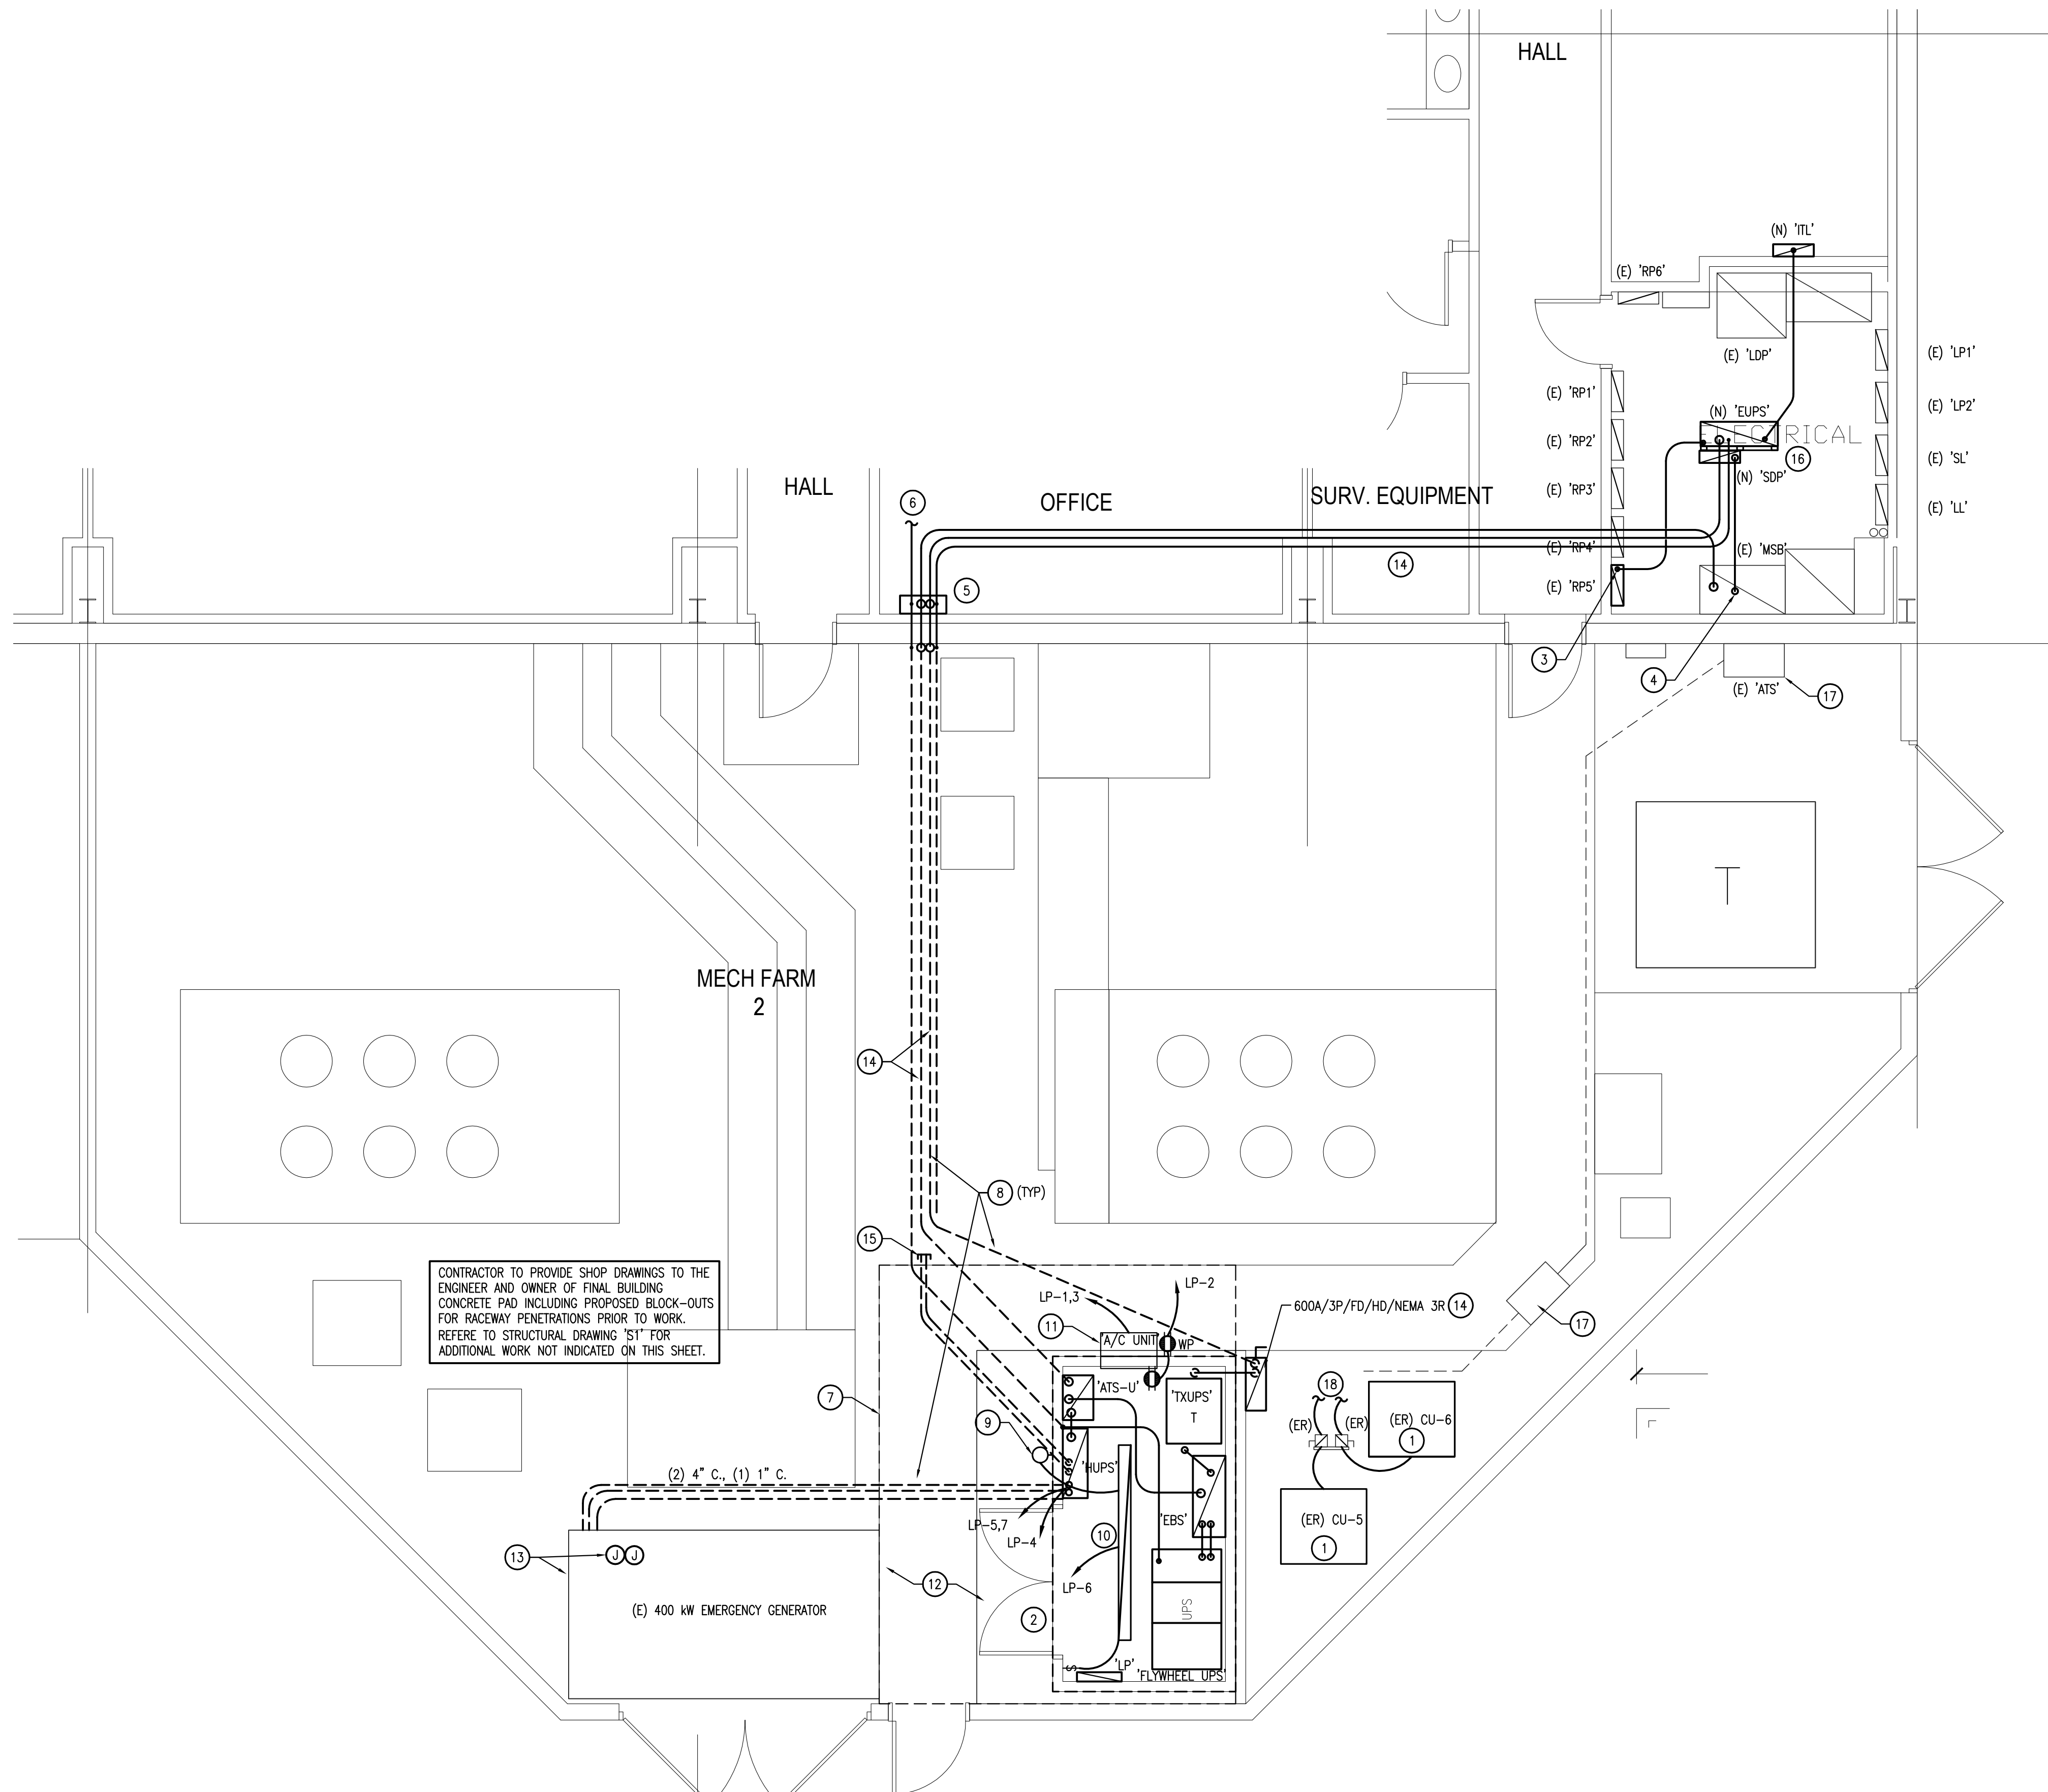 HALL
(N) 'ITL'
(E) 'RP6'
(E) 'LDP'
(E) 'LP1'
(E) 'RP1'
(E) 'LP2'
(N) 'EUPS'
ELECTRICAL
(E) 'RP2'
16
(E) 'SL'
(N) 'SDP'
HALL
6
OFFICE
SURV. EQUIPMENT
(E) 'RP3'
(E) 'LL'
(E) 'RP4'
(E) 'MSB'
14
5
(E) 'RP5'
3
4
(E) 'ATS'
17
T
MECH FARM
2
14
8 (TYP)
15
CONTRACTOR TO PROVIDE SHOP DRAWINGS TO THE
ENGINEER AND OWNER OF FINAL BUILDING
CONCRETE PAD INCLUDING PROPOSED BLOCK-OUTS
FOR RACEWAY PENETRATIONS PRIOR TO WORK.
REFERE TO STRUCTURAL DRAWING 'S1' FOR
ADDITIONAL WORK NOT INDICATED ON THIS SHEET.
LP-2
LP-1,3
600A/3P/FD/HD/NEMA 3R 14
17
11
'A/C UNIT'
WP
7
'ATS-U'
'TXUPS'
T
18
(ER)
(ER)
(ER) CU-6
1
9
'HUPS'
(2) 4" C., (1) 1" C.
LP-5,7
LP-4
'EBS'
(ER) CU-5
1
10
13
J J
12
LP-6
(E) 400 kW EMERGENCY GENERATOR
UPS
2
S
'LP'
'FLYWHEEL UPS'